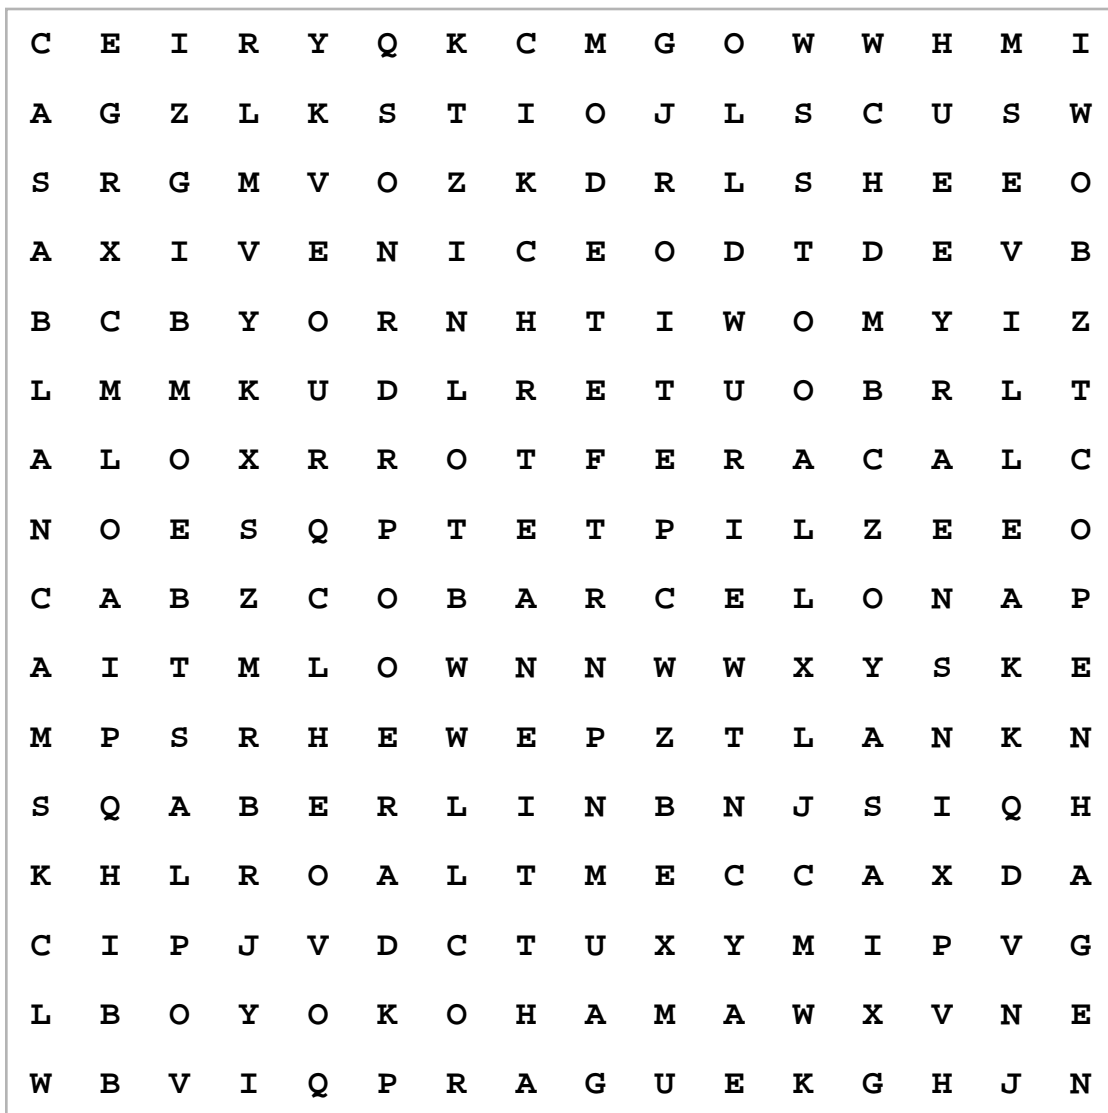 C E I R Y Q K C M G O W W H M I
A G Z L K S T I O J L S C U S W
S R G M V O Z K D R L S H E E O
A X I V E N I C E O D T D E V B
B C B Y O R N H T I W O M Y I Z
L M M K U D L R E T U O B R L T
A L O X R R O T F E R A C A L C
N O E S Q P T E T P I L Z E E O
C A B Z C O B A R C E L O N A P
A I T M L O W N N W W X Y S K E
M P S R H E W E P Z T L A N K N
S Q A B E R L I N B N J S I Q H
K H L R O A L T M E C C A X D A
C I P J V D C T U X Y M I P V G
L B O Y O K O H A M A W X V N E
W B V I Q P R A G U E K G H J N